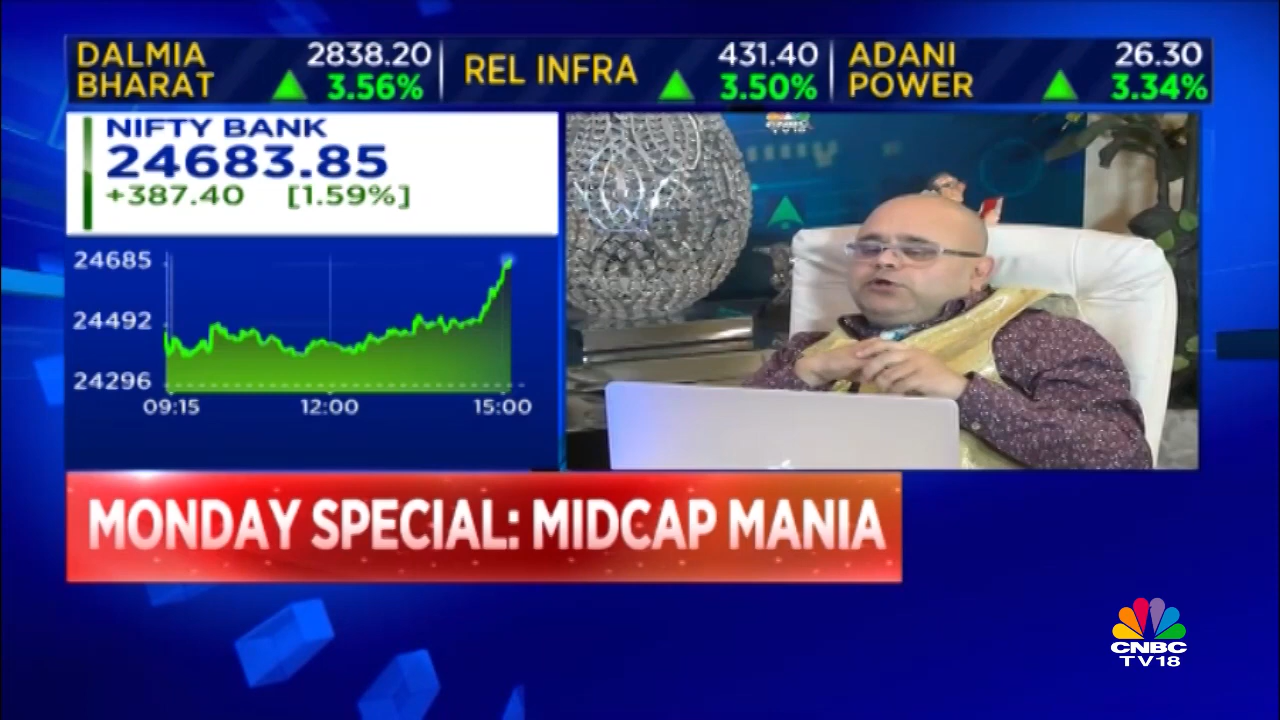 DALMIA
BHARAT
2838.20
3.56%
REL INFRA
431.40
3.50%
ADANI
POWER
26.30
3.34%
NIFTY BANK
24683.85
+387.40 [1.59%]
24685
24492
24296
09:15 12:00 15:00
CNBC
TV18
MONDAY SPECIAL: MIDCAP MANIA
CNBC
TV18